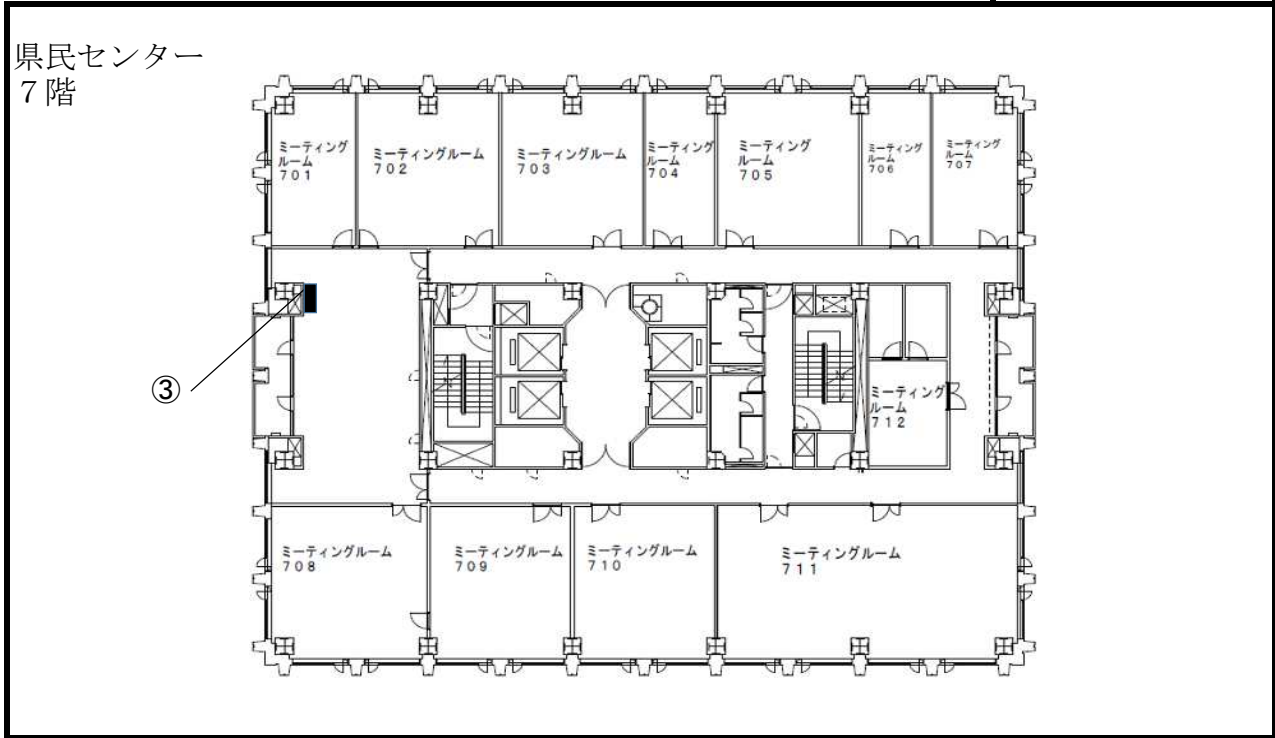 県民センター
７階
ミーティング
ルーム
７０１
ミーティングルーム
７０２
ミーティングルーム
７０３
ミーティング
ルーム
７０４
ミーティング
ルーム
７０５
ミーティング
ルーム
７０６
ミーティング
ルーム
７０７
③
ミーティング
ルーム
７１２
ミーティングルーム
７０８
ミーティングルーム
７０９
ミーティングルーム
７１０
ミーティングルーム
７１１